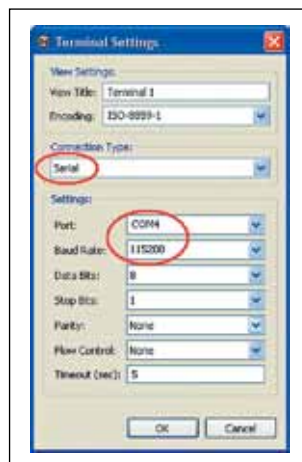 Terminal Settings
View Settings:
View Title: Terminal 1
Encoding: ISO-8859-1
Connection Type:
Serial
Settings:
Port: COM4
Baud Rate: 115200
Data Bits: 8
Stop Bits: 1
Parity: None
Flow Control: None
Timeout (sec): 5
OK Cancel